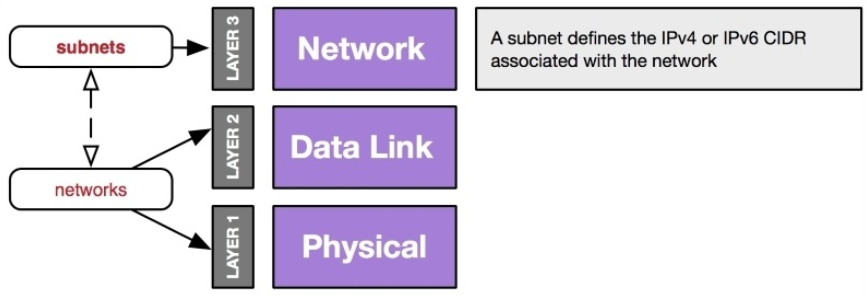 subnets
LAYER 3
Network
A subnet defines the IPv4 or IPv6 CIDR
associated with the network
LAYER 2
Data Link
networks
LAYER 1
Physical